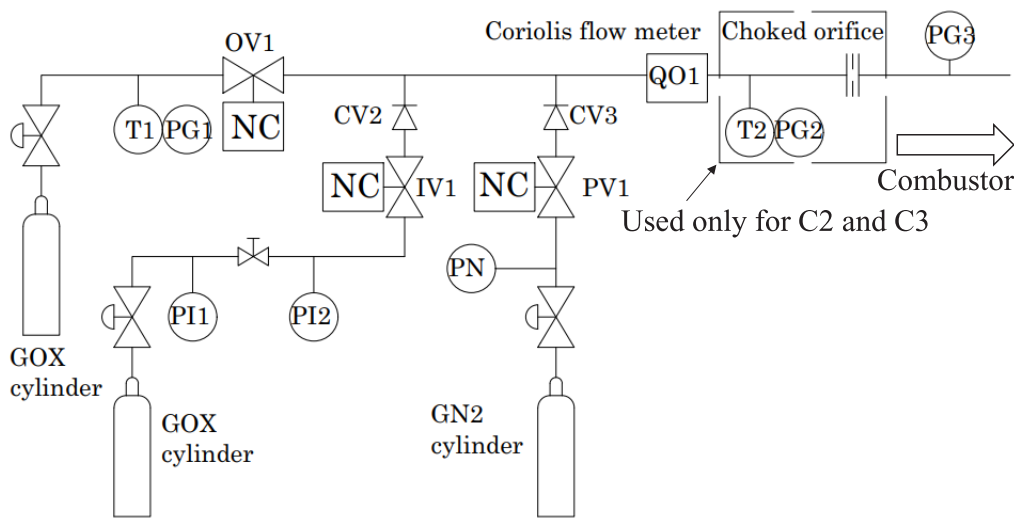 OV1
Coriolis flow meter
Choked orifice
PG3
QO1
T1
PG1
NC
CV2
CV3
T2
PG2
NC
IV1
NC
PV1
Combustor
Used only for C2 and C3
PN
PI1
PI2
GOX
cylinder
GOX
cylinder
GN2
cylinder